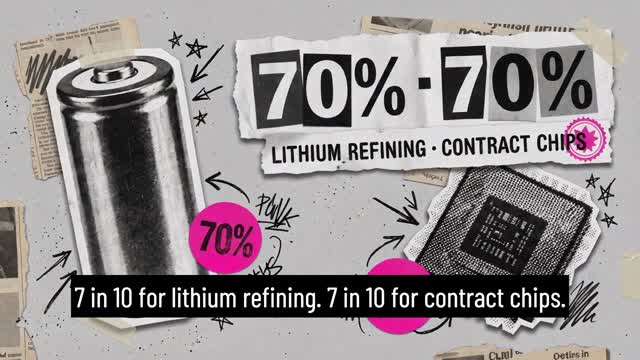 70% · 70%
LITHIUM REFINING · CONTRACT CHIPS
70%
PUNK
7 in 10 for lithium refining. 7 in 10 for contract chips.